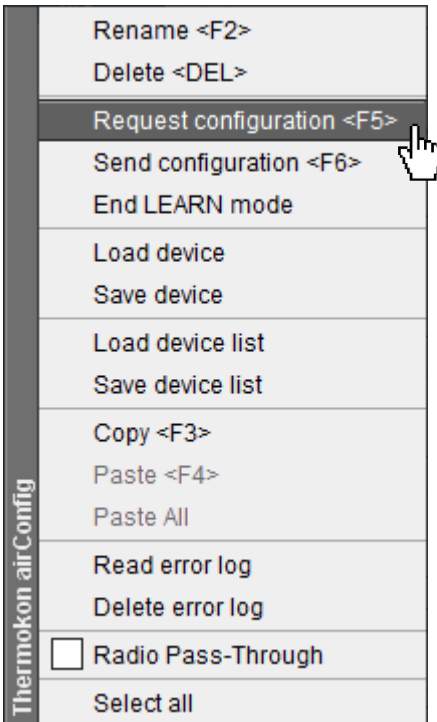 Rename <F2>
Delete <DEL>
Request configuration <F5>
Send configuration <F6>
End LEARN mode
Load device
Save device
Load device list
Save device list
Copy <F3>
Paste <F4>
Paste All
Read error log
Delete error log
Radio Pass-Through
Select all
Thermokon airConfig